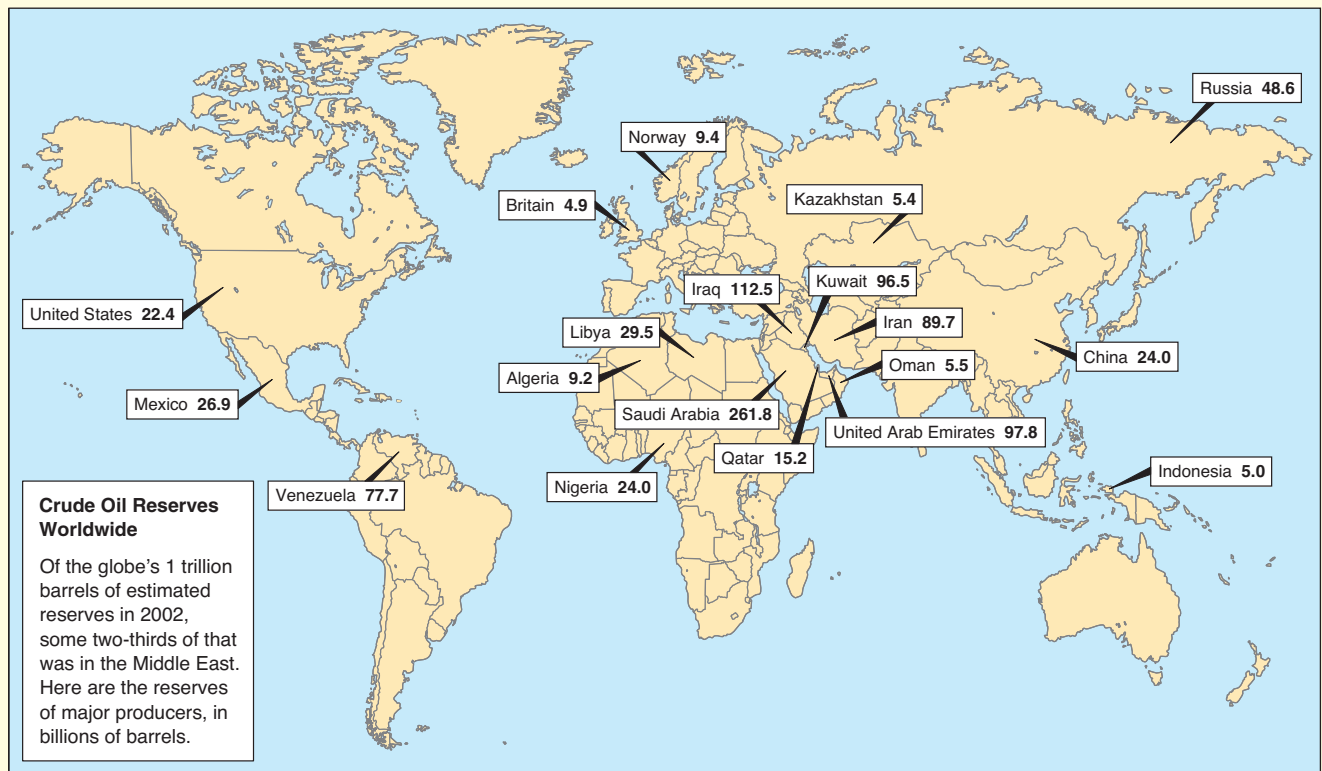 Russia 48.6
Norway 9.4
Kazakhstan 5.4
Britain 4.9
Kuwait 96.5
Iraq 112.5
United States 22.4
Iran 89.7
Libya 29.5
China 24.0
Oman 5.5
Algeria 9.2
Mexico 26.9
Saudi Arabia 261.8
United Arab Emirates 97.8
Qatar 15.2
Indonesia 5.0
Nigeria 24.0
Venezuela 77.7
Crude Oil Reserves
Worldwide
Of the globe’s 1 trillion
barrels of estimated
reserves in 2002,
some two-thirds of that
was in the Middle East.
Here are the reserves
of major producers, in
billions of barrels.